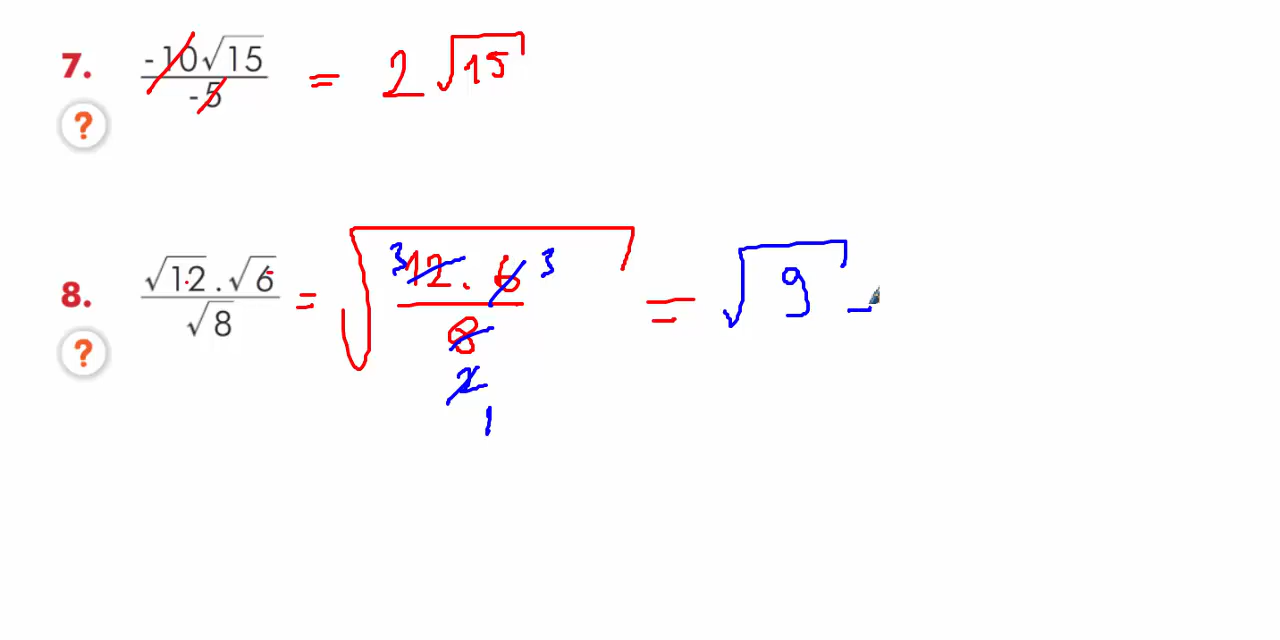 7. -10√15 / -5 = 2 √15
?
8. √12 . √6 / √8 = √ 3 12 . 6 3 / 8 2 1 = √9 =
?